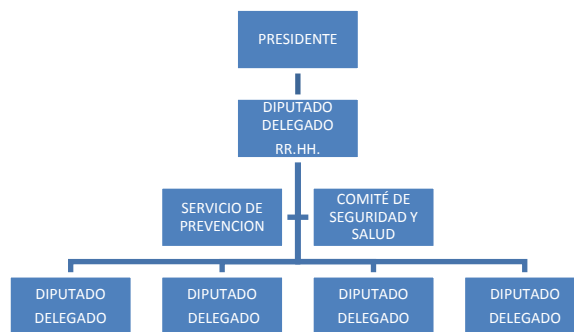 PRESIDENTE
DIPUTADO
DELEGADO
RR.HH.
SERVICIO DE
PREVENCION
COMITÉ DE
SEGURIDAD Y
SALUD
DIPUTADO
DELEGADO
DIPUTADO
DELEGADO
DIPUTADO
DELEGADO
DIPUTADO
DELEGADO